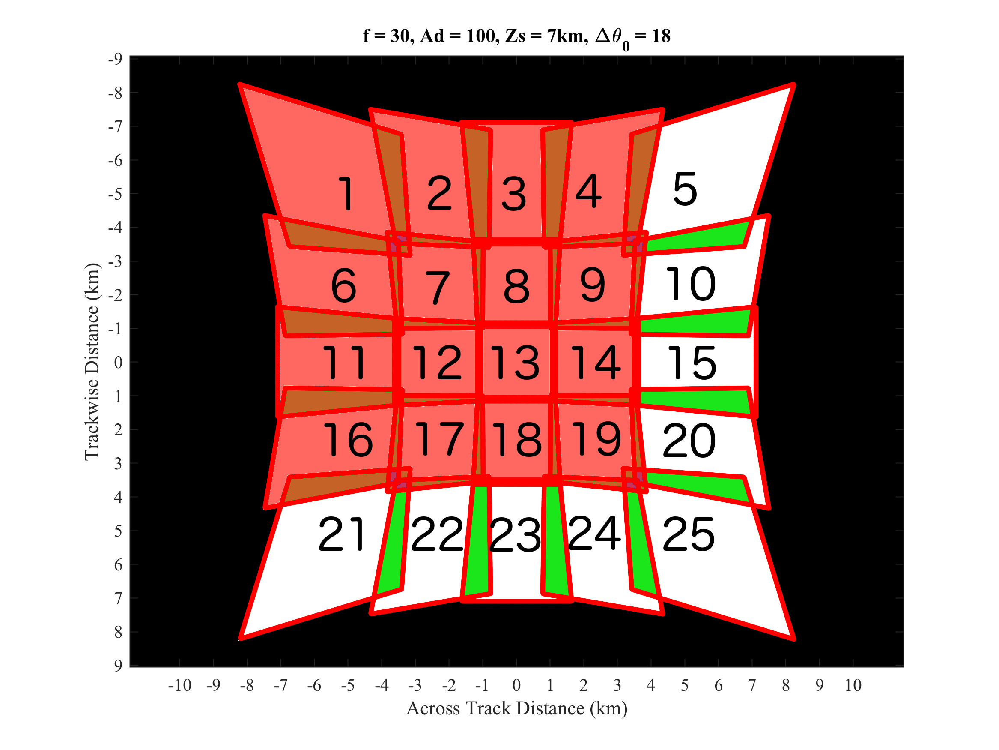 f = 30, Ad = 100, Zs = 7km, Δθ₀ = 18
-9
-8
-7
-6
-5
-4
-3
-2
-1
0
1
2
3
4
5
6
7
8
9
Trackwise Distance (km)
1 2 3 4 5
6 7 8 9 10
11 12 13 14 15
16 17 18 19 20
21 22 23 24 25
-10 -9 -8 -7 -6 -5 -4 -3 -2 -1 0 1 2 3 4 5 6 7 8 9 10
Across Track Distance (km)